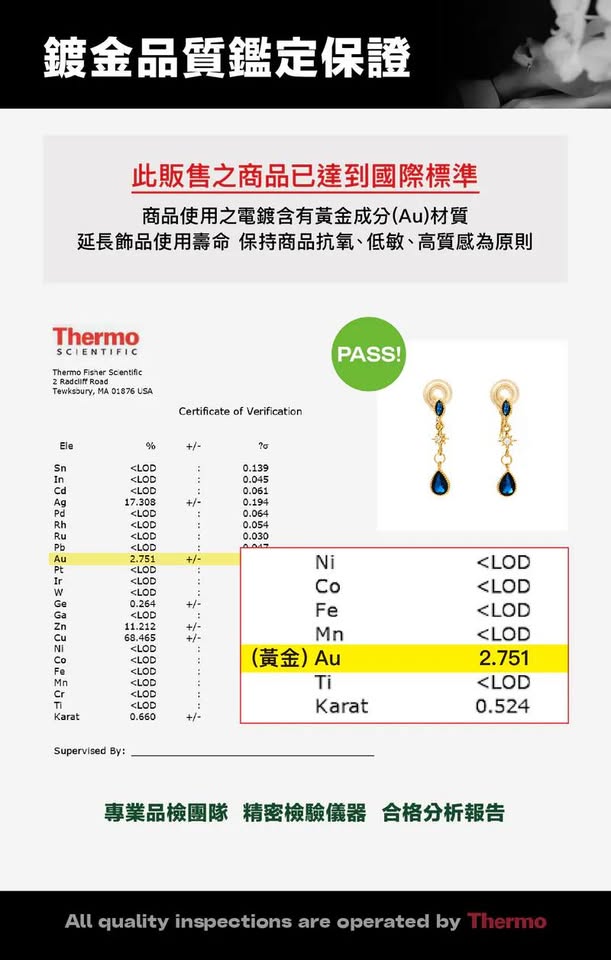 鍍金品質鑑定保證
此販售之商品已達到國際標準
商品使用之電鍍含有黃金成分(Au)材質
延長飾品使用壽命 保持商品抗氧、低敏、高質感為原則
Thermo
SCIENTIFIC
Thermo Fisher Scientific
2 Radcliff Road
Tewksbury, MA 01876 USA
PASS!
Certificate of Verification
Ele % +/- ?σ
Sn <LOD : 0.139
In <LOD : 0.045
Cd <LOD : 0.061
Ag 17.308 +/- 0.194
Pd <LOD : 0.064
Rh <LOD : 0.054
Ru <LOD : 0.030
Pb <LOD :
Au 2.751 +/-
Pt <LOD :
Ir <LOD :
W <LOD :
Ge 0.264 +/-
Ga <LOD :
Zn 11.212 +/-
Cu 68.465 +/-
Ni <LOD :
Co <LOD :
Fe <LOD :
Mn <LOD :
Cr <LOD :
Ti <LOD :
Karat 0.660 +/-
Ni <LOD
Co <LOD
Fe <LOD
Mn <LOD
(黃金) Au 2.751
Ti <LOD
Karat 0.524
Supervised By:
專業品檢團隊 精密檢驗儀器 合格分析報告
All quality inspections are operated by Thermo